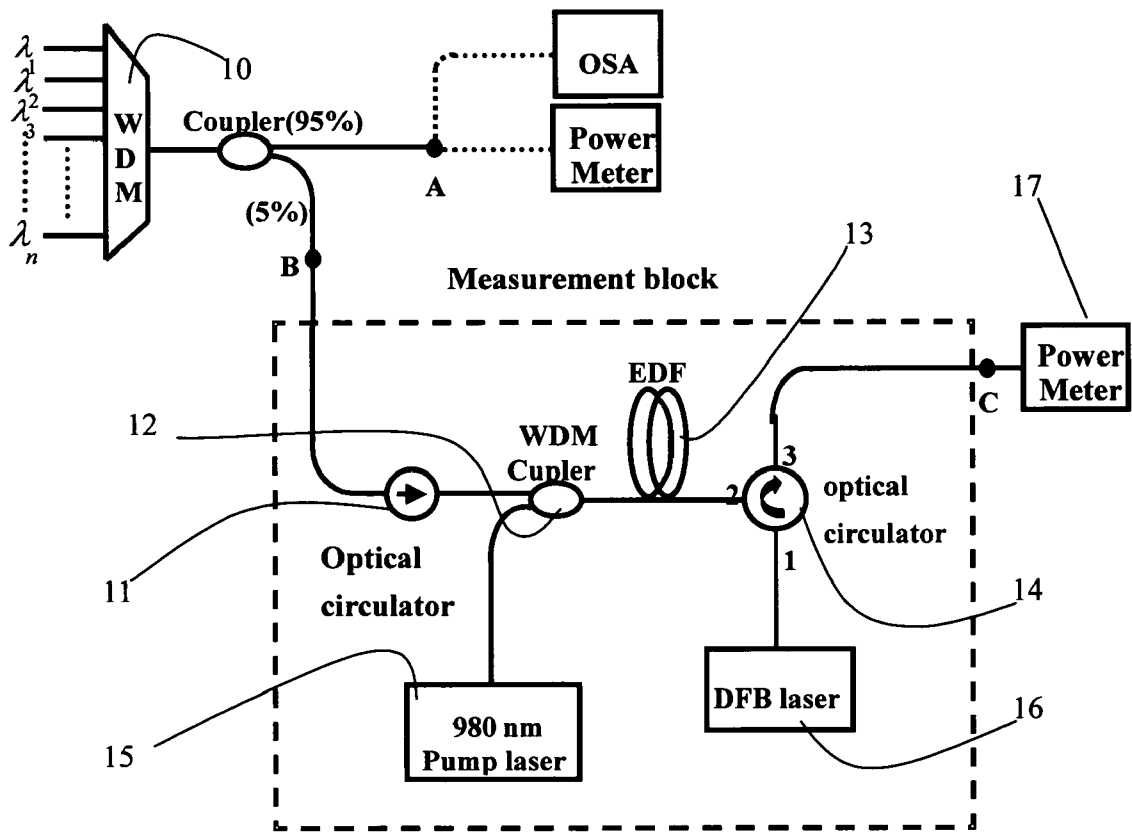 λ
λ1
λ2
3
λn
W
D
M
10
Coupler(95%)
(5%)
A
B
OSA
Power
Meter
17
13
Measurement block
EDF
12
WDM
Cupler
2
3
1
optical
circulator
C
Power
Meter
11
Optical
circulator
14
15
980 nm
Pump laser
DFB laser
16